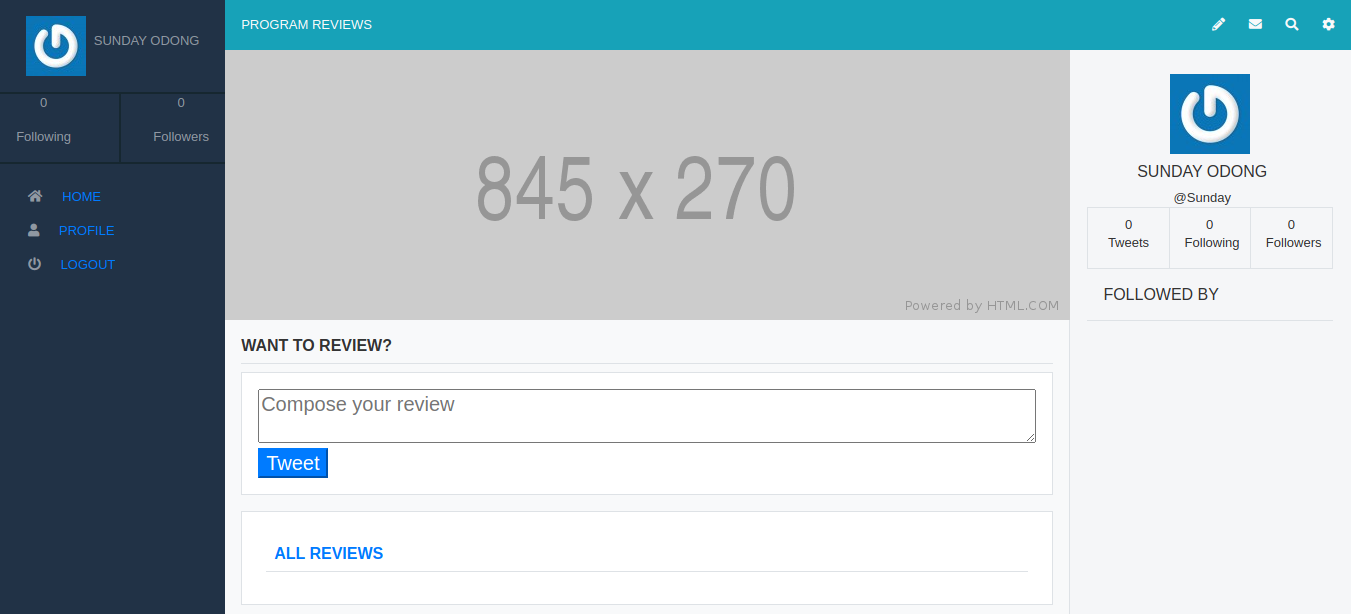 SUNDAY ODONG
0
Following
0
Followers
HOME
PROFILE
LOGOUT
PROGRAM REVIEWS
845 x 270
Powered by HTML.COM
WANT TO REVIEW?
Compose your review
Tweet
ALL REVIEWS
SUNDAY ODONG
@Sunday
0
Tweets
0
Following
0
Followers
FOLLOWED BY